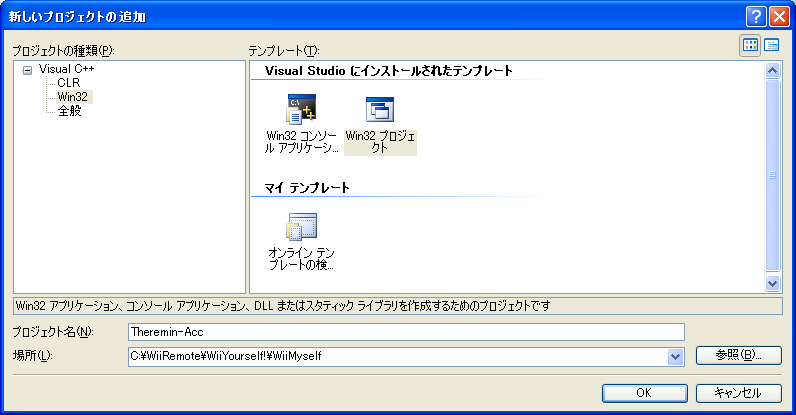 新しいプロジェクトの追加
プロジェクトの種類(P):
テンプレート(T):
Visual C++
CLR
Win32
全般
Visual Studio にインストールされたテンプレート
Win32 コンソー
ル アプリケーシ...
Win32 プロジェ
クト
マイ テンプレート
オンライン テン
プレートの検...
Win32 アプリケーション、コンソール アプリケーション、DLL またはスタティック ライブラリを作成するためのプロジェクトです
プロジェクト名(N):
Theremin-Acc
場所(L):
C:¥WiiRemote¥WiiYourself!¥WiiMyself
参照(B)...
OK
キャンセル